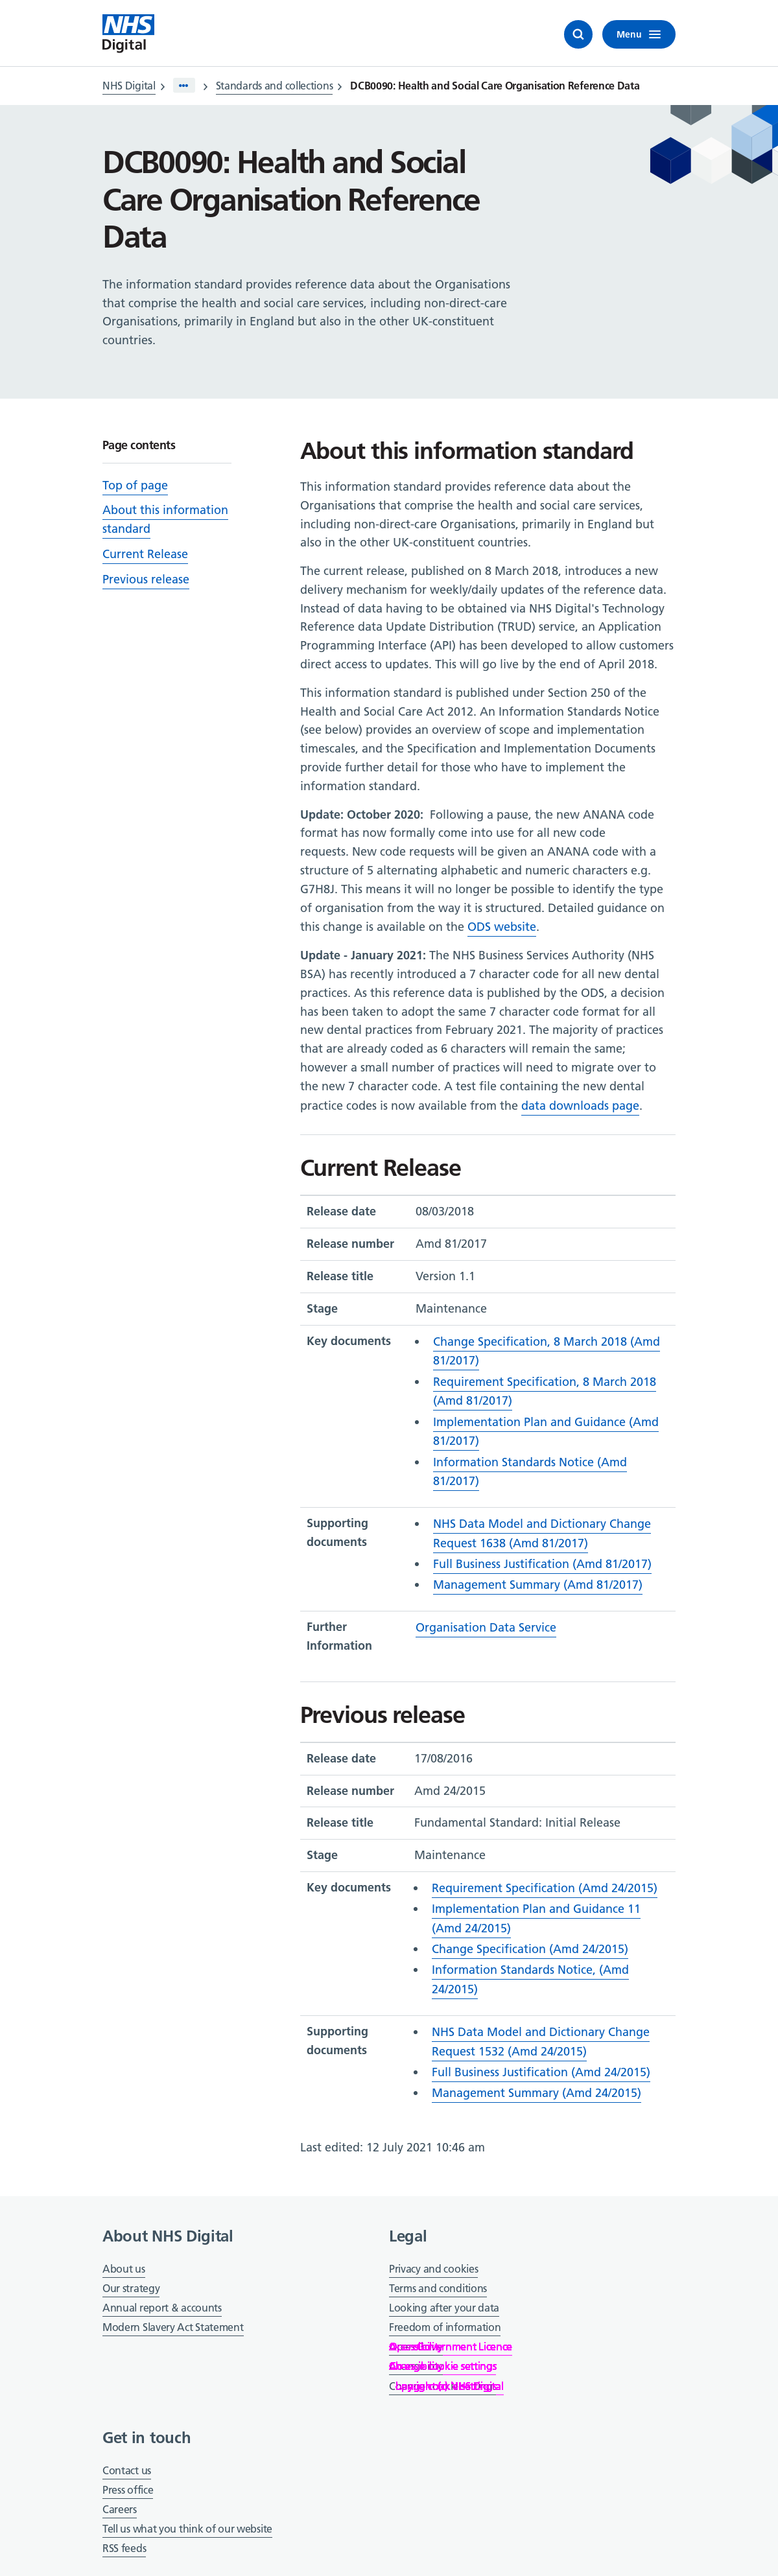 NHS
Digital
Menu
NHS Digital > ••• > Standards and collections > DCB0090: Health and Social Care Organisation Reference Data
DCB0090: Health and Social
Care Organisation Reference
Data
The information standard provides reference data about the Organisations
that comprise the health and social care services, including non-direct-care
Organisations, primarily in England but also in the other UK-constituent
countries.
Page contents
Top of page
About this information
standard
Current Release
Previous release
About this information standard
This information standard provides reference data about the
Organisations that comprise the health and social care services,
including non-direct-care Organisations, primarily in England but
also in the other UK-constituent countries.
The current release, published on 8 March 2018, introduces a new
delivery mechanism for weekly/daily updates of the reference data.
Instead of data having to be obtained via NHS Digital's Technology
Reference data Update Distribution (TRUD) service, an Application
Programming Interface (API) has been developed to allow customers
direct access to updates. This will go live by the end of April 2018.
This information standard is published under Section 250 of the
Health and Social Care Act 2012. An Information Standards Notice
(see below) provides an overview of scope and implementation
timescales, and the Specification and Implementation Documents
provide further detail for those who have to implement the
information standard.
Update: October 2020:  Following a pause, the new ANANA code
format has now formally come into use for all new code
requests. New code requests will be given an ANANA code with a
structure of 5 alternating alphabetic and numeric characters e.g.
G7H8J. This means it will no longer be possible to identify the type
of organisation from the way it is structured. Detailed guidance on
this change is available on the ODS website.
Update - January 2021: The NHS Business Services Authority (NHS
BSA) has recently introduced a 7 character code for all new dental
practices. As this reference data is published by the ODS, a decision
has been taken to adopt the same 7 character code format for all
new dental practices from February 2021. The majority of practices
that are already coded as 6 characters will remain the same;
however a small number of practices will need to migrate over to
the new 7 character code. A test file containing the new dental
practice codes is now available from the data downloads page.
Current Release
Release date 08/03/2018
Release number Amd 81/2017
Release title Version 1.1
Stage Maintenance
Key documents • Change Specification, 8 March 2018 (Amd
81/2017)
• Requirement Specification, 8 March 2018
(Amd 81/2017)
• Implementation Plan and Guidance (Amd
81/2017)
• Information Standards Notice (Amd
81/2017)
Supporting • NHS Data Model and Dictionary Change
documents Request 1638 (Amd 81/2017)
• Full Business Justification (Amd 81/2017)
• Management Summary (Amd 81/2017)
Further Organisation Data Service
Information
Previous release
Release date 17/08/2016
Release number Amd 24/2015
Release title Fundamental Standard: Initial Release
Stage Maintenance
Key documents • Requirement Specification (Amd 24/2015)
• Implementation Plan and Guidance 11
(Amd 24/2015)
• Change Specification (Amd 24/2015)
• Information Standards Notice, (Amd
24/2015)
Supporting • NHS Data Model and Dictionary Change
documents Request 1532 (Amd 24/2015)
• Full Business Justification (Amd 24/2015)
• Management Summary (Amd 24/2015)
Last edited: 12 July 2021 10:46 am
About NHS Digital
About us
Our strategy
Annual report & accounts
Modern Slavery Act Statement
Legal
Privacy and cookies
Terms and conditions
Looking after your data
Freedom of information
Government Licence
cookie settings
NHS Digital
Get in touch
Contact us
Press office
Careers
Tell us what you think of our website
RSS feeds